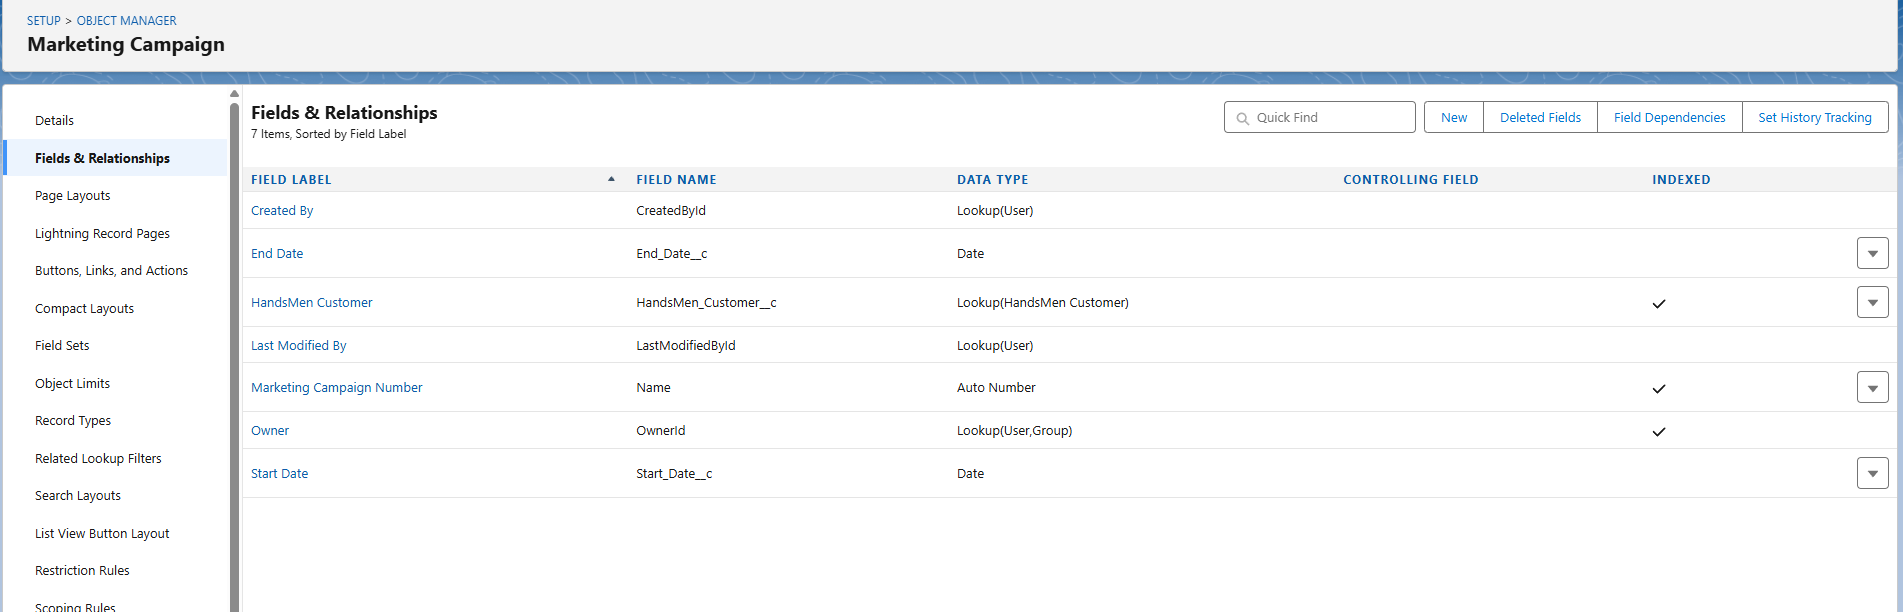 SETUP > OBJECT MANAGER
Marketing Campaign
Details
Fields & Relationships
Page Layouts
Lightning Record Pages
Buttons, Links, and Actions
Compact Layouts
Field Sets
Object Limits
Record Types
Related Lookup Filters
Search Layouts
List View Button Layout
Restriction Rules
Scoping Rules
Fields & Relationships
7 Items, Sorted by Field Label
Quick Find
New
Deleted Fields
Field Dependencies
Set History Tracking
FIELD LABEL FIELD NAME DATA TYPE CONTROLLING FIELD INDEXED
Created By CreatedById Lookup(User)
End Date End_Date__c Date
HandsMen Customer HandsMen_Customer__c Lookup(HandsMen Customer)
Last Modified By LastModifiedById Lookup(User)
Marketing Campaign Number Name Auto Number
Owner OwnerId Lookup(User,Group)
Start Date Start_Date__c Date